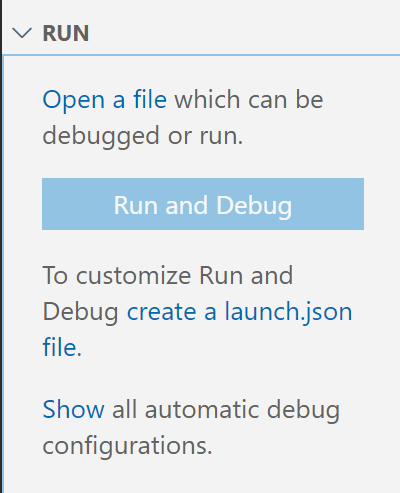 RUN
Open a file which can be
debugged or run.
Run and Debug
To customize Run and
Debug create a launch.json
file.
Show all automatic debug
configurations.